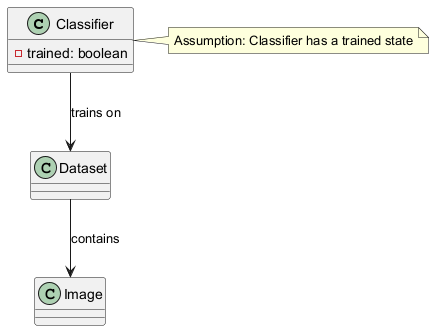 C Classifier
trained: boolean
Assumption: Classifier has a trained state
trains on
C Dataset
contains
C Image